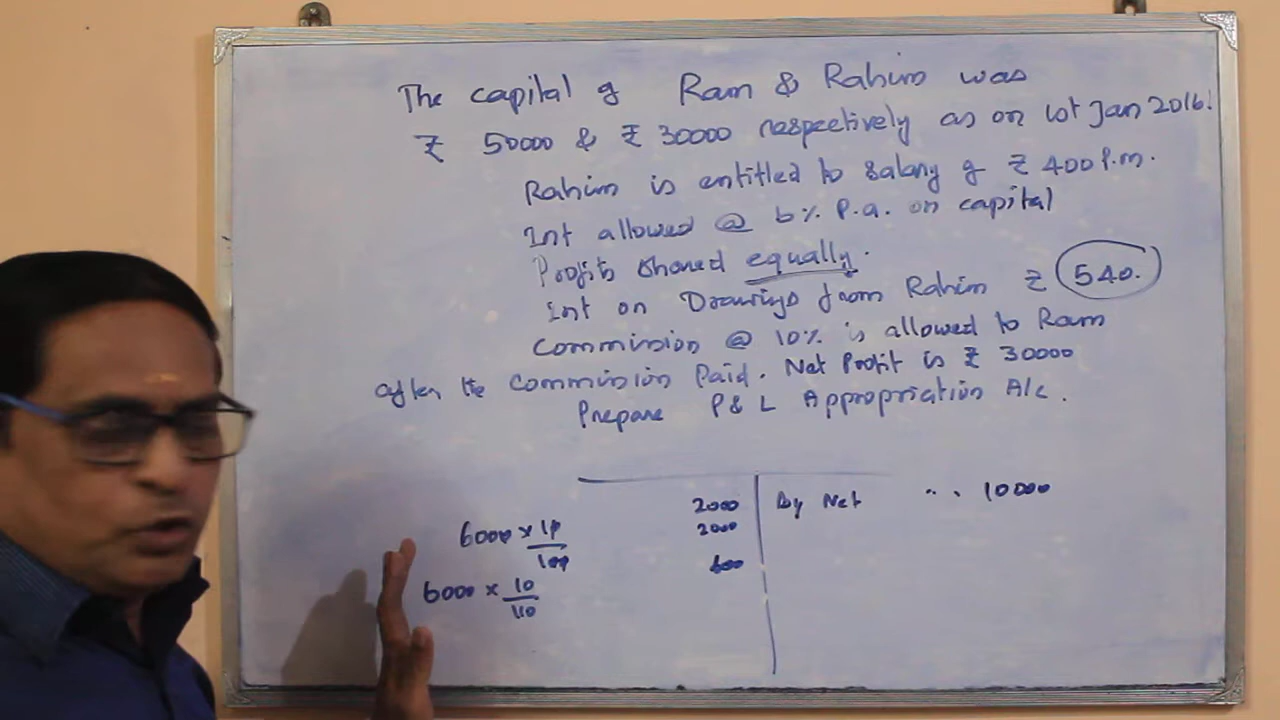 The capital of Ram & Rahim was
₹ 50000 & ₹ 30000 respectively as on 1st Jan 2016.
Rahim is entitled to salary of ₹ 400 P.m.
Int allowed @ 6% P.a. on capital
Profits shared equally.
Int on Drawings from Rahim ₹ 540.
Commission @ 10% is allowed to Ram
after the commission Paid. Net Profit is ₹ 30000
Prepare P&L Appropriation A/c.
2000 By Net .. . 10000
6000 x 10/100 2000
600
6000 x 10/110